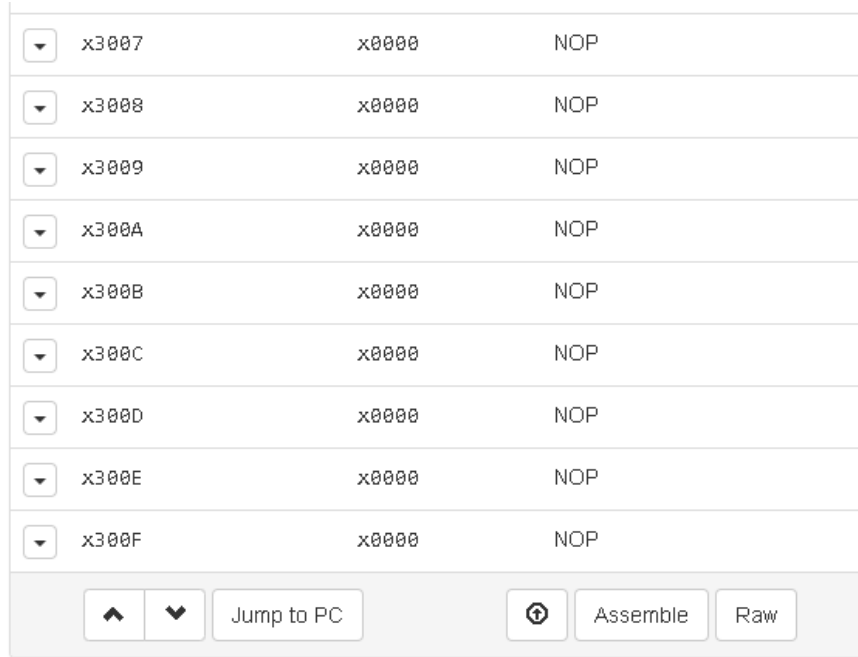 x3007 x0000 NOP
x3008 x0000 NOP
x3009 x0000 NOP
x300A x0000 NOP
x300B x0000 NOP
x300C x0000 NOP
x300D x0000 NOP
x300E x0000 NOP
x300F x0000 NOP
Jump to PC Assemble Raw